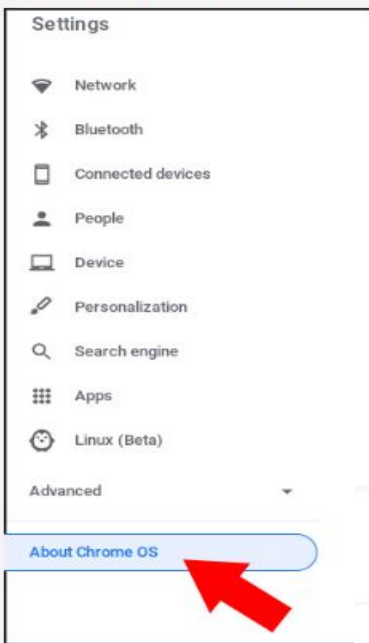 Settings
Network
Bluetooth
Connected devices
People
Device
Personalization
Search engine
Apps
Linux (Beta)
Advanced
About Chrome OS